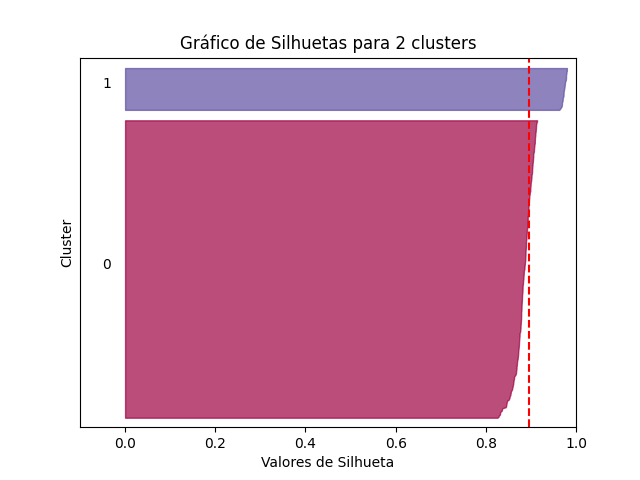 Gráfico de Silhuetas para 2 clusters
1
0
Cluster
0.0 0.2 0.4 0.6 0.8 1.0
Valores de Silhueta